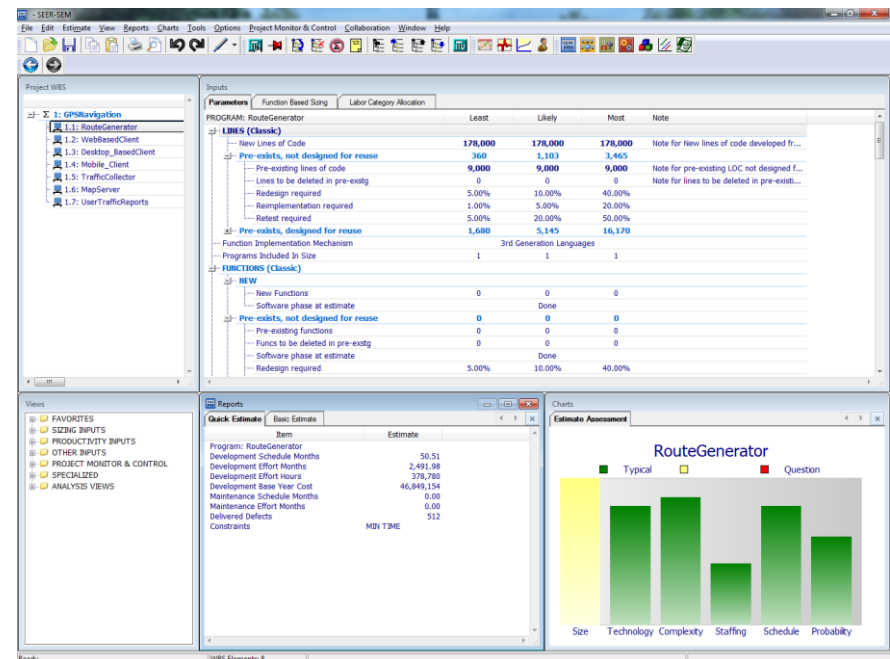 - SEER-SEM
File Edit Estimate View Reports Charts Tools Options Project Monitor & Control Collaboration Window Help
Project WBS
Σ 1: GPSNavigation
1.1: RouteGenerator
1.2: WebBasedClient
1.3: Desktop_BasedClient
1.4: Mobile_Client
1.5: TrafficCollector
1.6: MapServer
1.7: UserTrafficReports
Inputs
Parameters Function Based Sizing Labor Category Allocation
PROGRAM: RouteGenerator Least Likely Most Note
LINES (Classic)
New Lines of Code 178,000 178,000 178,000 Note for New lines of code developed fr...
Pre-exists, not designed for reuse 360 1,103 3,465
Pre-existing lines of code 9,000 9,000 9,000 Note for pre-existing LOC not designed f...
Lines to be deleted in pre-exstg 0 0 0 Note for lines to be deleted in pre-existi...
Redesign required 5.00% 10.00% 40.00%
Reimplementation required 1.00% 5.00% 20.00%
Retest required 5.00% 20.00% 50.00%
Pre-exists, designed for reuse 1,680 5,145 16,170
Function Implementation Mechanism 3rd Generation Languages
Programs Included In Size 1 1 1
FUNCTIONS (Classic)
NEW
New Functions 0 0 0
Software phase at estimate Done
Pre-exists, not designed for reuse 0 0 0
Pre-existing functions 0 0 0
Funcs to be deleted in pre-exstg 0 0 0
Software phase at estimate Done
Redesign required 5.00% 10.00% 40.00%
Views
FAVORITES
SIZING INPUTS
PRODUCTIVITY INPUTS
OTHER INPUTS
PROJECT MONITOR & CONTROL
SPECIALIZED
ANALYSIS VIEWS
Reports
Quick Estimate Basic Estimate
Item Estimate
Program: RouteGenerator
Development Schedule Months 50.51
Development Effort Months 2,491.98
Development Effort Hours 378,780
Development Base Year Cost 46,849,154
Maintenance Schedule Months 0.00
Maintenance Effort Months 0.00
Delivered Defects 512
Constraints MIN TIME
Charts
Estimate Assessment
RouteGenerator
Typical Question
Size Technology Complexity Staffing Schedule Probability
Ready WBS Elements: 8